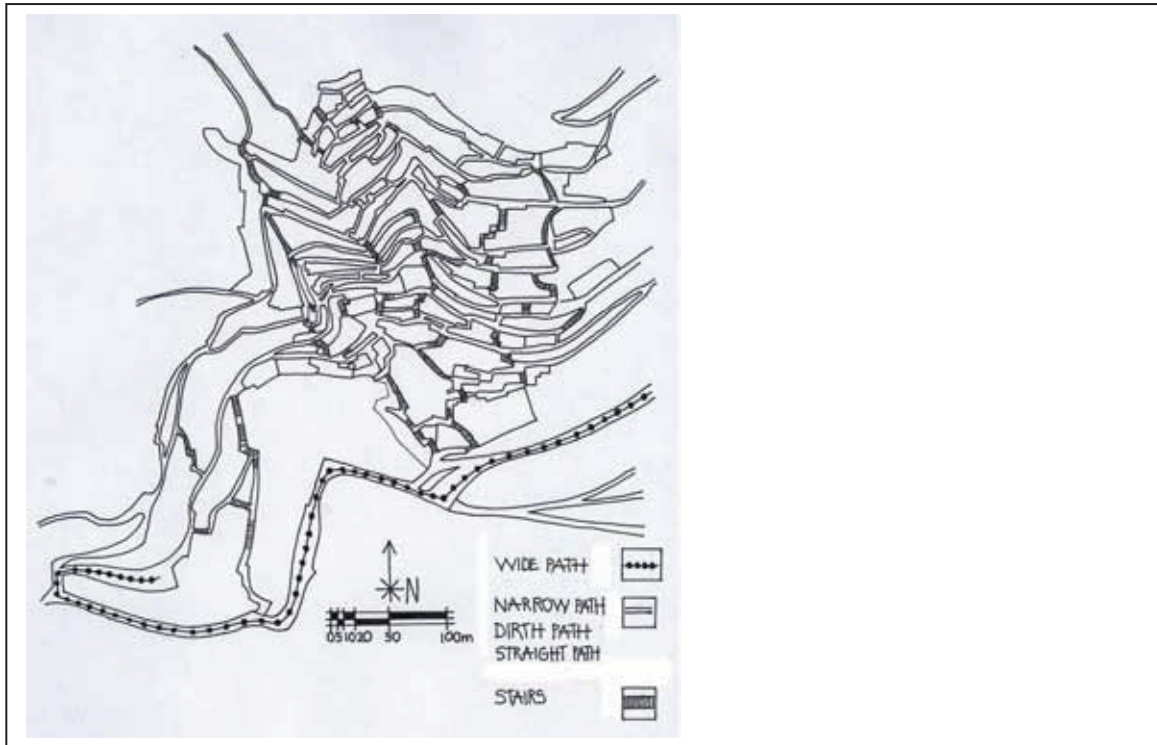 WIDE PATH
NARROW PATH
DIRTH PATH
STRAIGHT PATH
STAIRS
N
0 5 10 20 50 100m